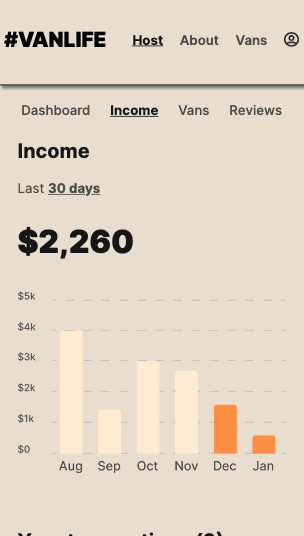 #VANLIFE Host About Vans
Dashboard Income Vans Reviews
Income
Last 30 days
$2,260
$5k
$4k
$3k
$2k
$1k
$0
Aug Sep Oct Nov Dec Jan